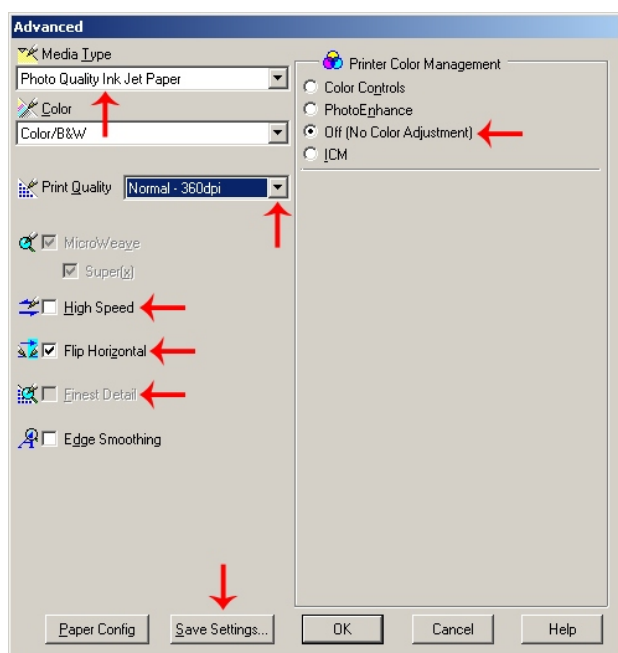 Advanced
Media Type
Photo Quality Ink Jet Paper
Color
Color/B&W
Print Quality Normal - 360dpi
MicroWeave
Super(x)
High Speed
Flip Horizontal
Finest Detail
Edge Smoothing
Printer Color Management
Color Controls
PhotoEnhance
Off (No Color Adjustment)
ICM
Paper Config Save Settings... OK Cancel Help